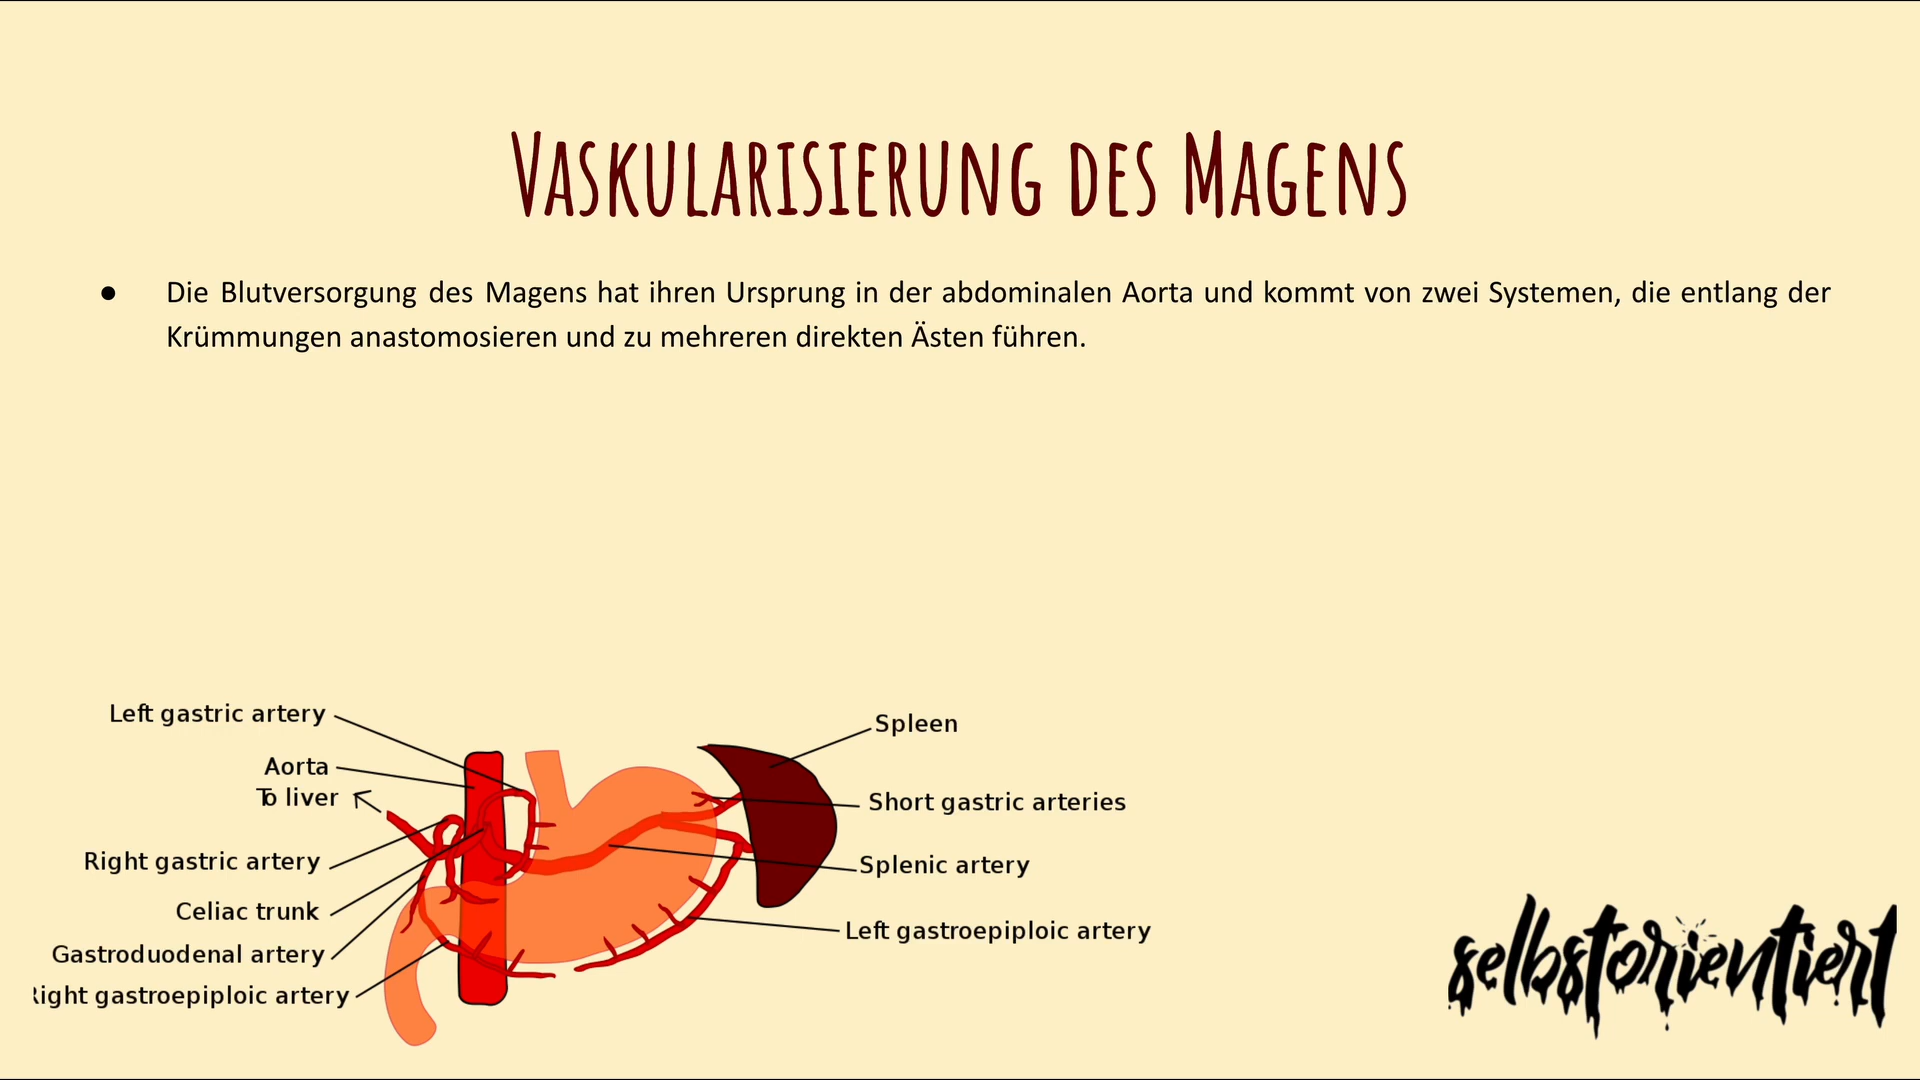 Vaskularisierung des Magens
● Die Blutversorgung des Magens hat ihren Ursprung in der abdominalen Aorta und kommt von zwei Systemen, die entlang der
Krümmungen anastomosieren und zu mehreren direkten Ästen führen.
Left gastric artery
Aorta
To liver
Right gastric artery
Celiac trunk
Gastroduodenal artery
Right gastroepiploic artery
Spleen
Short gastric arteries
Splenic artery
Left gastroepiploic artery
selbstorientiert